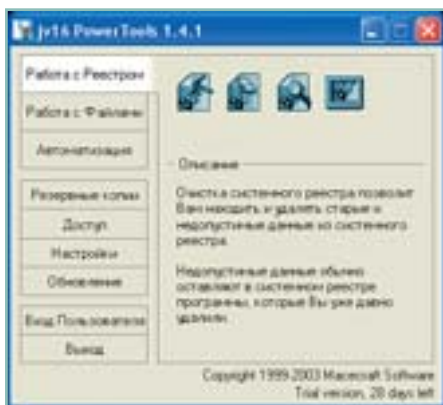 jv16 PowerTools 1.4.1
Работа с Реестром
Работа с Файлами
Автоматизация
Резервные копии
Доступ
Настройки
Обновление
Вход Пользователя
Выход
Описание
Очистка системного реестра позволит
Вам находить и удалять старые и
недопустимые данные из системного
реестра.
Недопустимые данные обычно
оставляют в системном реестре
программы, которые Вы уже давно
удалили.
Copyright 1999-2003 Macecraft Software
Trial version, 28 days left